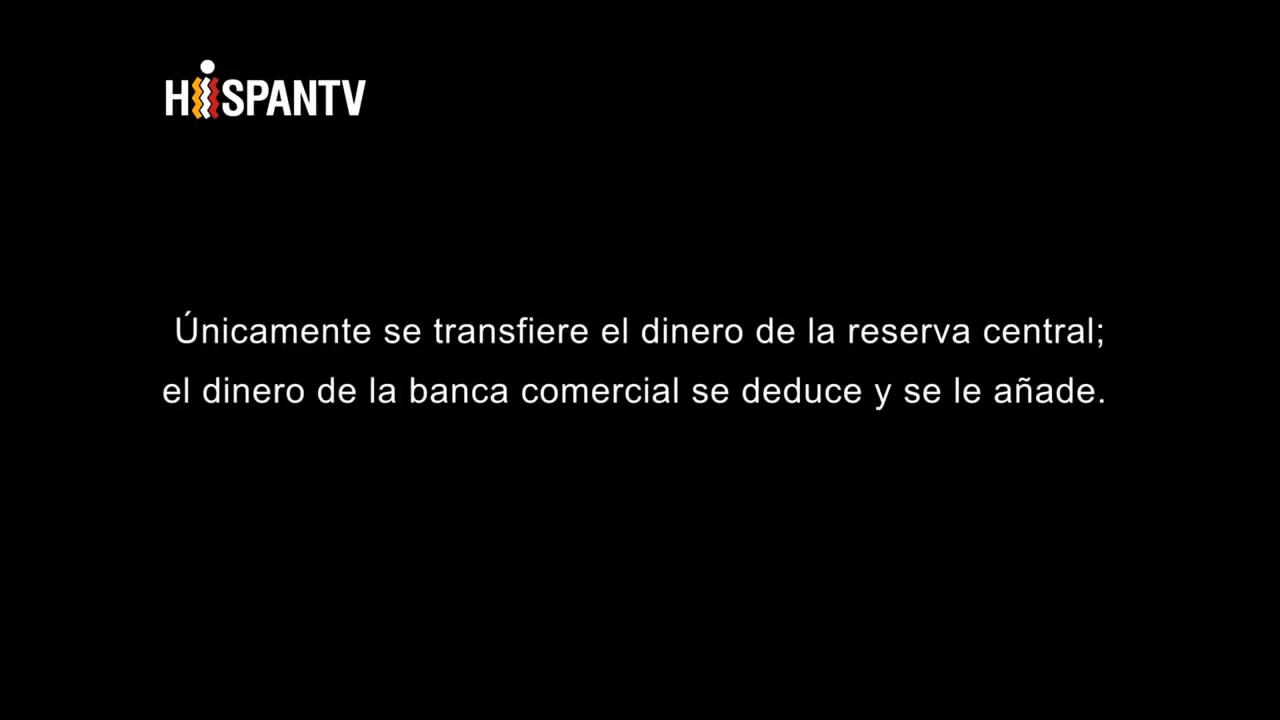 HISPANTV
Únicamente se transfiere el dinero de la reserva central;
el dinero de la banca comercial se deduce y se le añade.